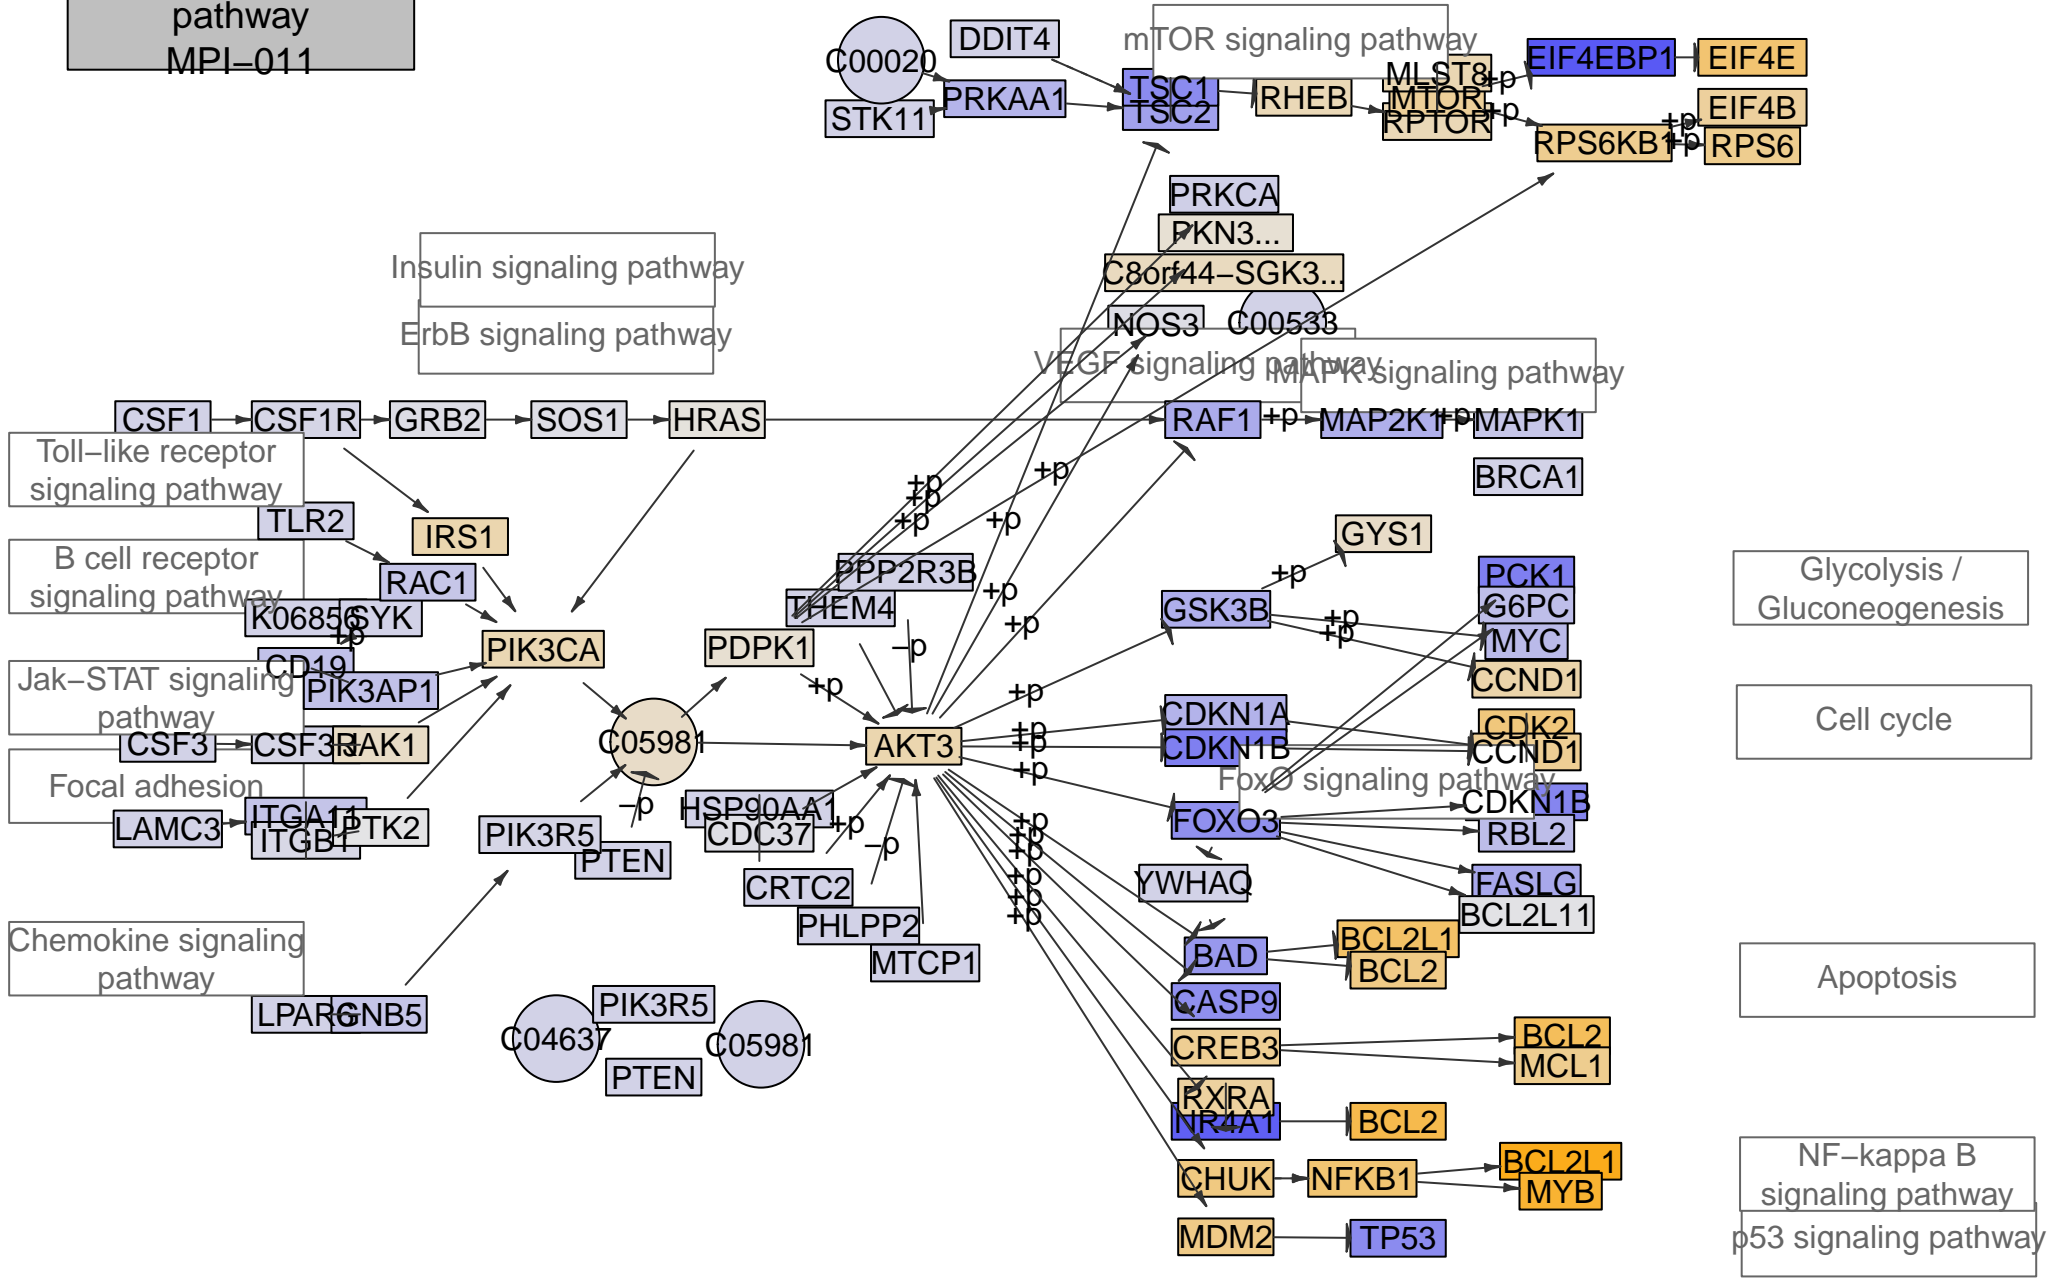 pathway
MPI−011
C00020
DDIT4
mTOR signaling pathway
STK11
PRKAA1
TSC1
TSC2
RHEB
MLST8
MTOR
RPTOR
+p
+p
EIF4EBP1
EIF4E
EIF4B
RPS6KB1
+p
+p
RPS6
PRKCA
PKN3...
C8orf44−SGK3...
NOS3
C00533
Insulin signaling pathway
ErbB signaling pathway
VEGF signaling pathway
MAPK signaling pathway
CSF1
CSF1R
GRB2
SOS1
HRAS
RAF1
+p
MAP2K1
+p
MAPK1
BRCA1
Toll−like receptor
signaling pathway
TLR2
IRS1
B cell receptor
signaling pathway
RAC1
K06856
SYK
+p
CD19
PIK3AP1
PIK3CA
Jak−STAT signaling
pathway
CSF3
CSF3R
JAK1
Focal adhesion
LAMC3
ITGA11
ITGB1
PTK2
Chemokine signaling
pathway
LPAR6
GNB5
+p
+p
+p
+p
+p
+p
+p
PPP2R3B
THEM4
−p
PDPK1
+p
C05981
AKT3
−p
PIK3R5
PTEN
HSP90AA1
CDC37
+p
−p
CRTC2
PHLPP2
MTCP1
C04637
PIK3R5
PTEN
C05981
GYS1
+p
GSK3B
+p
+p
PCK1
G6PC
MYC
CCND1
+p
+p
+p
+p
CDKN1A
CDKN1B
CDK2
CCND1
FoxO signaling pathway
FOXO3
CDKN1B
RBL2
FASLG
BCL2L11
YWHAQ
+p
+p
+p
+p
+p
+p
BAD
BCL2L1
BCL2
CASP9
CREB3
BCL2
MCL1
RXRA
NR4A1
BCL2
CHUK
NFKB1
BCL2L1
MYB
MDM2
TP53
Glycolysis /
Gluconeogenesis
Cell cycle
Apoptosis
NF−kappa B
signaling pathway
p53 signaling pathway